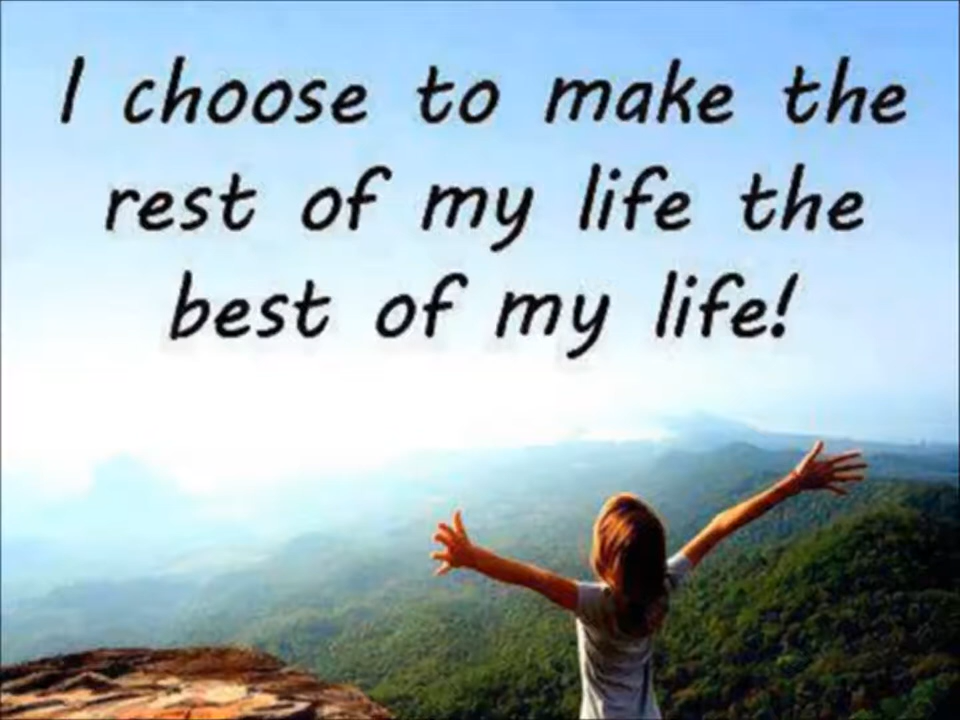 I choose to make the
rest of my life the
best of my life!